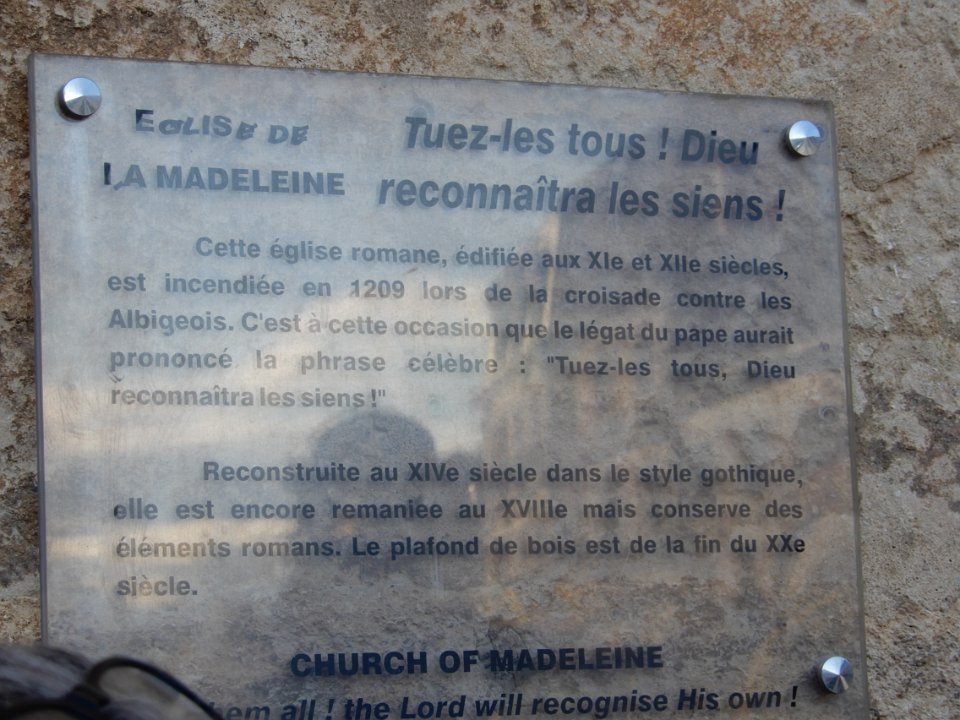 EGLISE DE
LA MADELEINE
Tuez-les tous ! Dieu
reconnaîtra les siens !
Cette église romane, édifiée aux XIe et XIIe siècles,
est incendiée en 1209 lors de la croisade contre les
Albigeois. C'est à cette occasion que le légat du pape aurait
prononcé la phrase célèbre : "Tuez-les tous, Dieu
reconnaîtra les siens !"
Reconstruite au XIVe siècle dans le style gothique,
elle est encore remaniée au XVIIIe mais conserve des
éléments romans. Le plafond de bois est de la fin du XXe
siècle.
CHURCH OF MADELEINE
all ! the Lord will recognise His own !